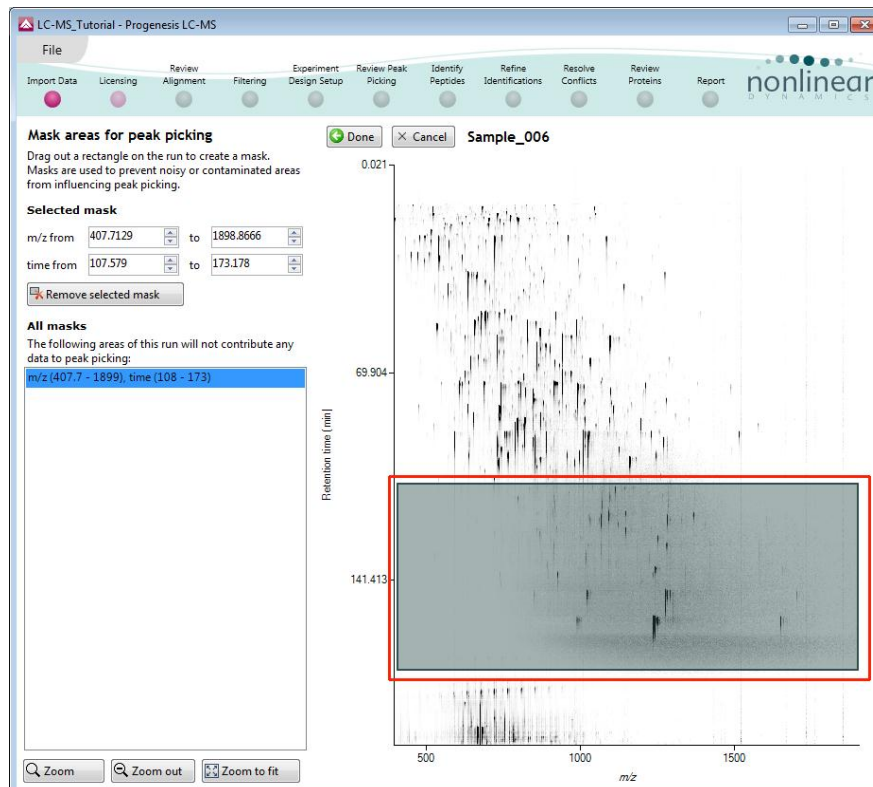 LC-MS_Tutorial - Progenesis LC-MS
File
Import Data
Licensing
Review
Alignment
Filtering
Experiment
Design Setup
Review Peak
Picking
Identify
Peptides
Refine
Identifications
Resolve
Conflicts
Review
Proteins
Report
nonlinear
DYNAMICS
Mask areas for peak picking
Drag out a rectangle on the run to create a mask.
Masks are used to prevent noisy or contaminated areas
from influencing peak picking.
Selected mask
m/z from 407.7129 to 1898.8666
time from 107.579 to 173.178
Remove selected mask
All masks
The following areas of this run will not contribute any
data to peak picking:
m/z (407.7 - 1899), time (108 - 173)
Zoom
Zoom out
Zoom to fit
Done
Cancel
Sample_006
0.021
69.904
141.413
Retention time [min]
500
1000
1500
m/z